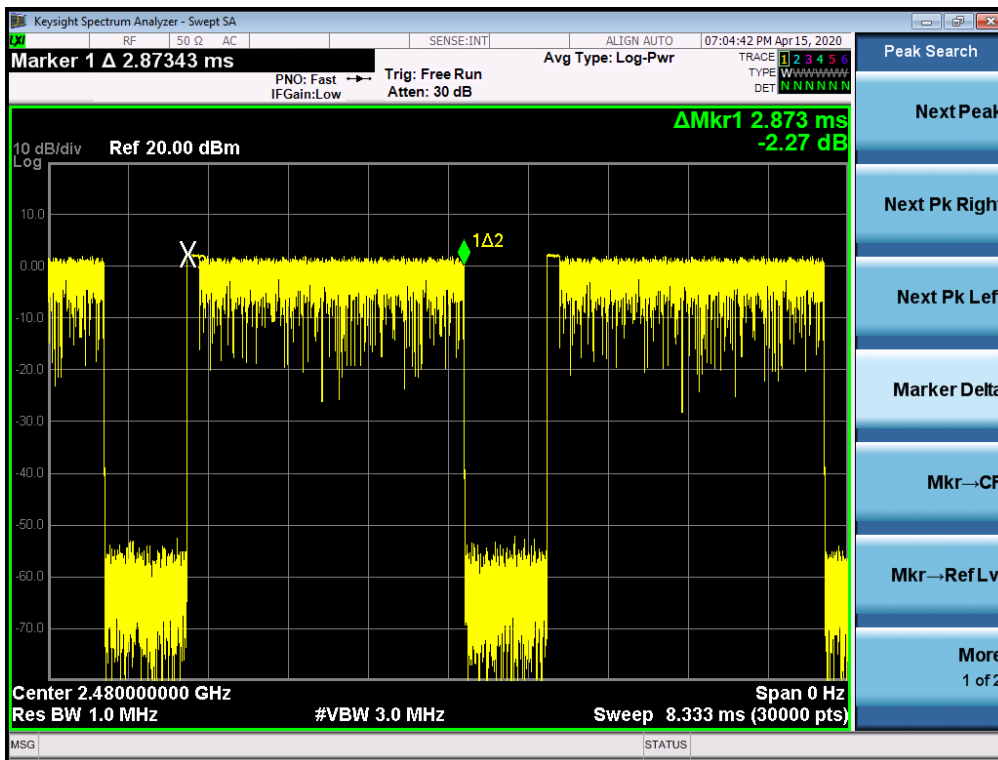 Keysight Spectrum Analyzer - Swept SA
LXI RF 50 Ω AC SENSE:INT ALIGN AUTO 07:04:42 PM Apr 15, 2020
Marker 1 Δ 2.87343 ms
PNO: Fast
IFGain:Low
Trig: Free Run
Atten: 30 dB
Avg Type: Log-Pwr
TRACE 1 2 3 4 5 6
TYPE WWWWWW
DET N N N N N N
ΔMkr1 2.873 ms
-2.27 dB
10 dB/div Ref 20.00 dBm
Log
10.0
0.00
-10.0
-20.0
-30.0
-40.0
-50.0
-60.0
-70.0
1Δ2
Center 2.480000000 GHz Span 0 Hz
Res BW 1.0 MHz #VBW 3.0 MHz Sweep 8.333 ms (30000 pts)
MSG STATUS
Peak Search
Next Peak
Next Pk Righ
Next Pk Left
Marker Delta
Mkr→CF
Mkr→Ref Lv
More
1 of 2